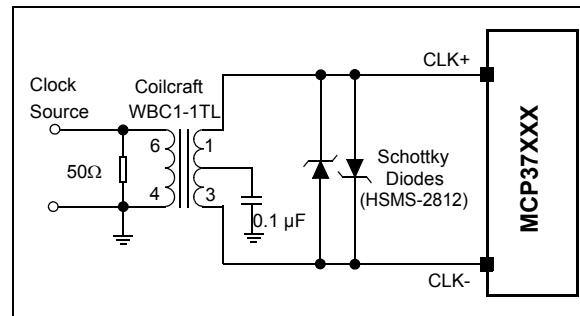 Clock
Source
Coilcraft
WBC1-1TL
CLK+
6
1
50Ω
4
3
0.1 µF
Schottky
Diodes
(HSMS-2812)
CLK-
MCP37XXX